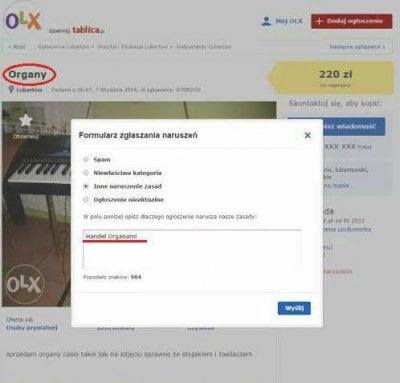 OLX
dawniej tablica.pl
Mój OLX
+ Dodaj ogłoszenie
Ogłoszenia Lubartów
Muzyka i Edukacja Lubartów
Instrumenty Lubartów
Następne ogłoszenie >
Organy
Lubartów
Dodane o 16:07, 7 Września 2014, id ogłoszenia:
220 zł
Do negocjacji
Skontaktuj się, aby kupić:
Obserwuj
wiadomość
XXX XXX Pokaż
Formularz zgłaszania naruszeń
×
Spam
Niewłaściwa kategoria
Inne naruszenie zasad
Ogłoszenie nieaktualne
W polu poniżej opisz dlaczego ogłoszenie narusza nasze zasady:
Handel Organami
Pozostało znaków: 984
Wyślij
OLX
Oferta od:
Osoby prywatnej
Instrumenty
Używane
sprzedam organy casio takie jak na zdjęciu sprawne ze stojakiem i zasilaczem